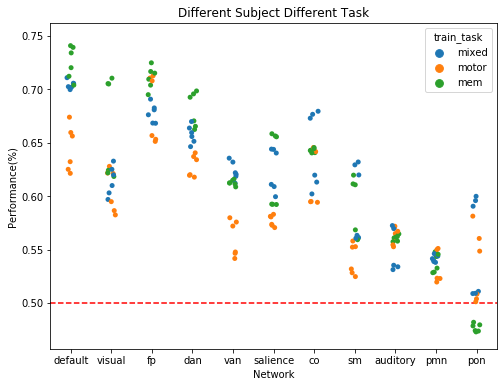 Different Subject Different Task
train_task
mixed
motor
mem
Performance(%)
0.75
0.70
0.65
0.60
0.55
0.50
default visual fp dan van salience co sm auditory pmn pon
Network